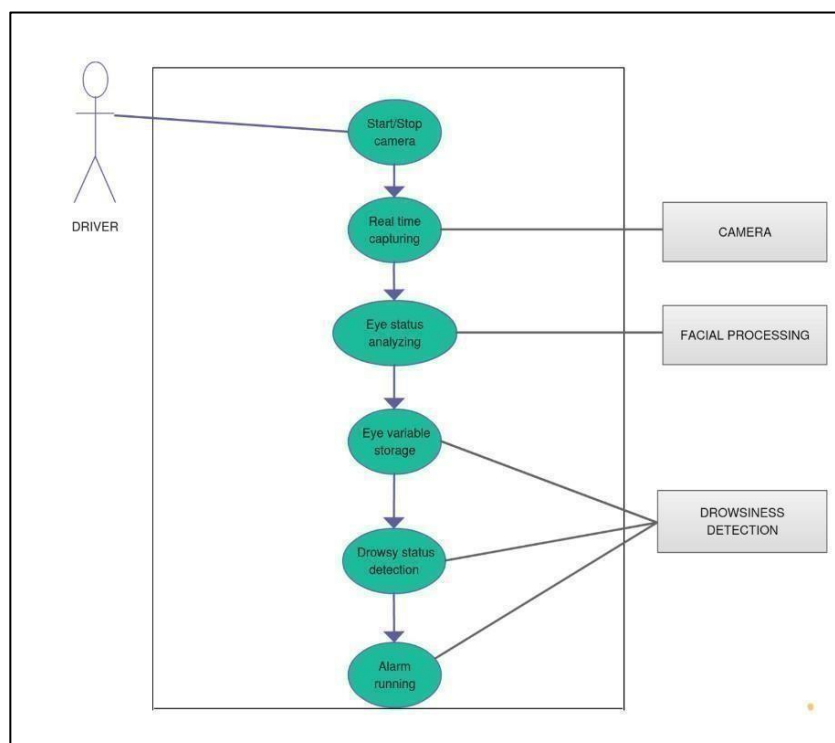 Start/Stop
camera
DRIVER
Real time
capturing
CAMERA
Eye status
analyzing
FACIAL PROCESSING
Eye variable
storage
DROWSINESS
DETECTION
Drowsy status
detection
Alarm
running